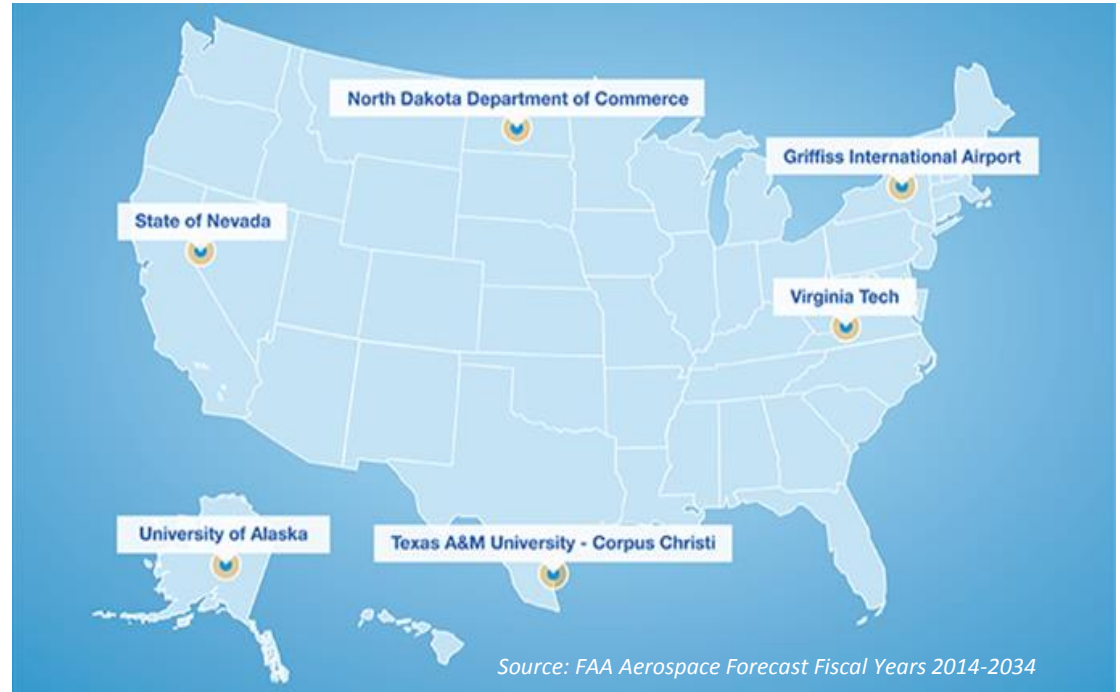 North Dakota Department of Commerce
Griffiss International Airport
State of Nevada
Virginia Tech
University of Alaska
Texas A&M University - Corpus Christi
Source: FAA Aerospace Forecast Fiscal Years 2014-2034